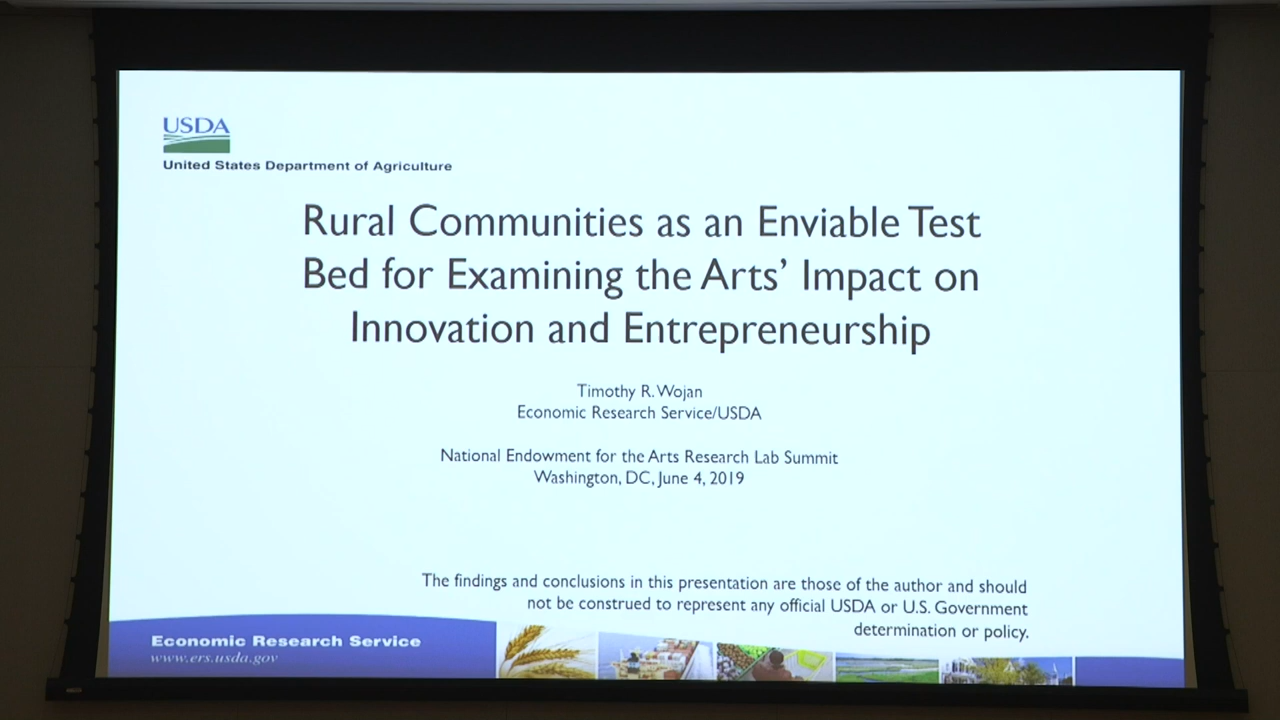 USDA
United States Department of Agriculture
Rural Communities as an Enviable Test
Bed for Examining the Arts’ Impact on
Innovation and Entrepreneurship
Timothy R. Wojan
Economic Research Service/USDA
National Endowment for the Arts Research Lab Summit
Washington, DC, June 4, 2019
The findings and conclusions in this presentation are those of the author and should
not be construed to represent any official USDA or U.S. Government
determination or policy.
Economic Research Service
www.ers.usda.gov